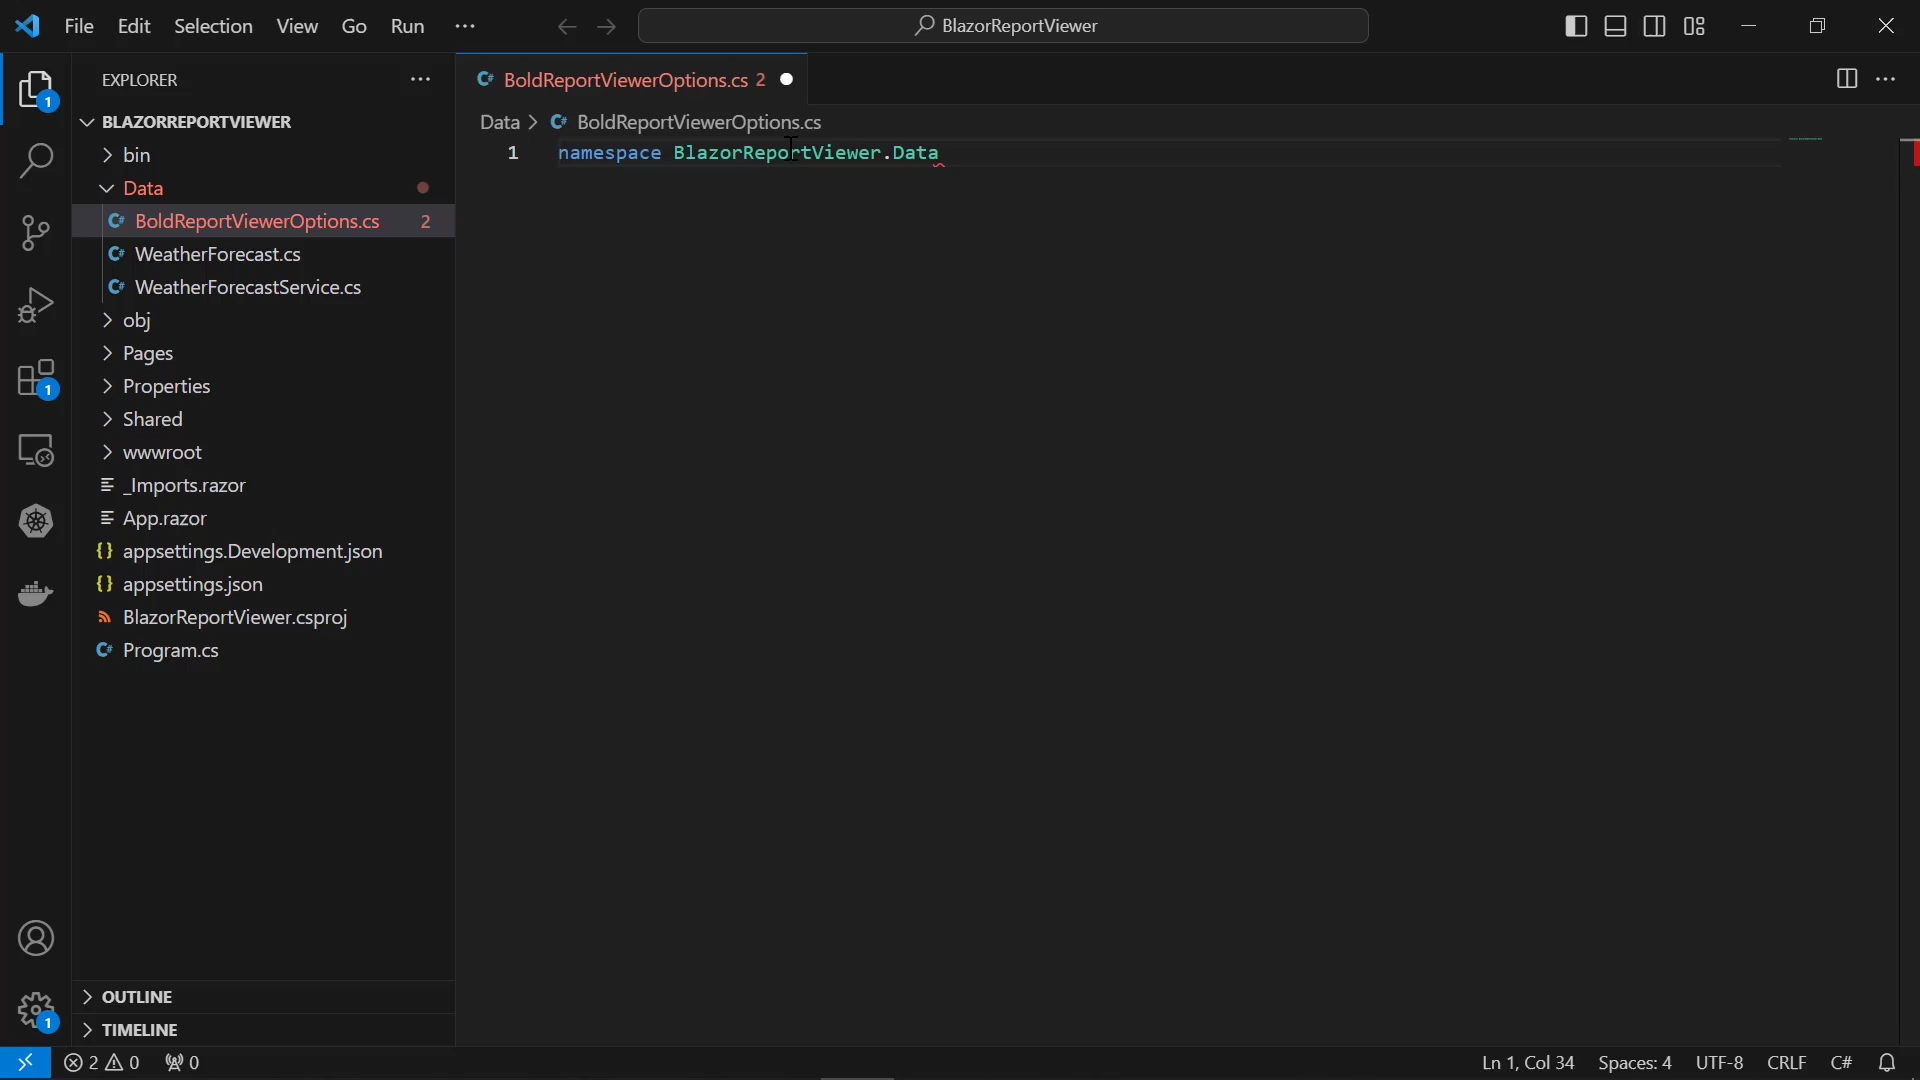 File Edit Selection View Go Run ···
BlazorReportViewer
EXPLORER ···
BLAZORREPORTVIEWER
bin
Data
BoldReportViewerOptions.cs 2
WeatherForecast.cs
WeatherForecastService.cs
obj
Pages
Properties
Shared
wwwroot
_Imports.razor
App.razor
{} appsettings.Development.json
{} appsettings.json
BlazorReportViewer.csproj
C# Program.cs
OUTLINE
TIMELINE
1
1
1
C# BoldReportViewerOptions.cs 2
Data > C# BoldReportViewerOptions.cs
1 namespace BlazorReportViewer.Data
2 0 0
Ln 1, Col 34 Spaces: 4 UTF-8 CRLF C#